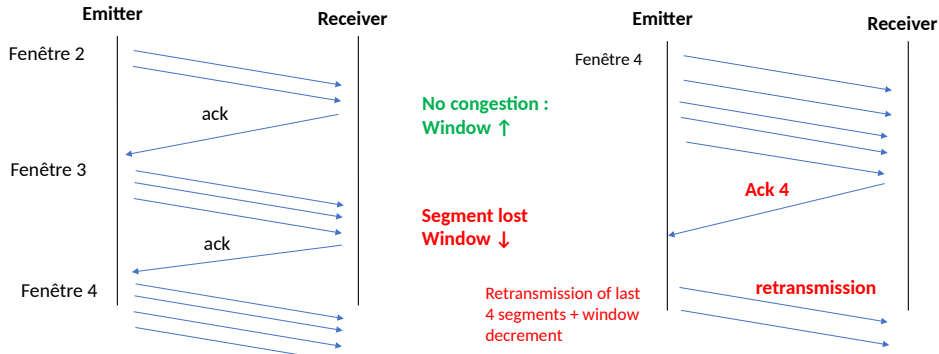 Emitter
Receiver
Fenêtre 2
ack
Fenêtre 3
ack
Fenêtre 4
No congestion :
Window ↑
Segment lost
Window ↓
Emitter
Receiver
Fenêtre 4
Ack 4
retransmission
Retransmission of last
4 segments + window
decrement